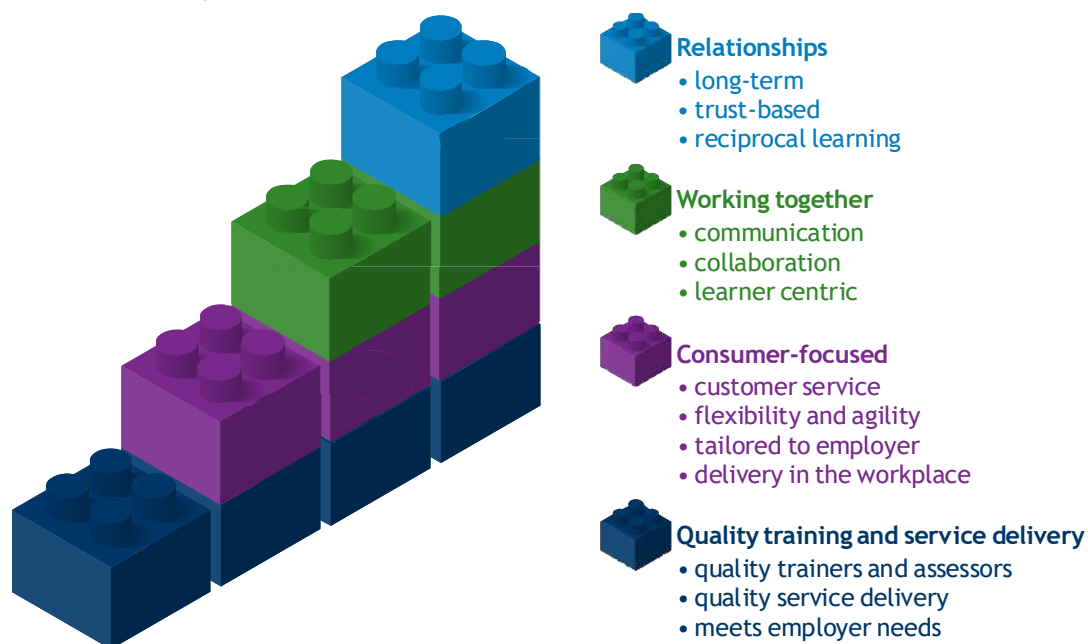 Relationships
• long-term
• trust-based
• reciprocal learning
Working together
• communication
• collaboration
• learner centric
Consumer-focused
• customer service
• flexibility and agility
• tailored to employer
• delivery in the workplace
Quality training and service delivery
• quality trainers and assessors
• quality service delivery
• meets employer needs